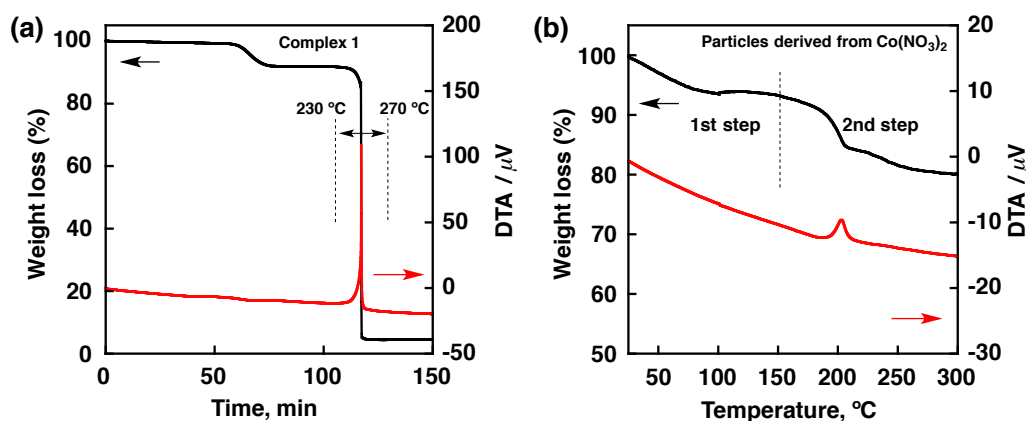 (a)
Complex 1
230 ºC
270 ºC
Weight loss (%)
100
80
60
40
20
0
0
50
100
150
Time, min
200
150
100
50
0
-50
DTA / μV
(b)
Particles derived from Co(NO₃)₂
1st step
2nd step
Weight loss (%)
100
90
80
70
60
50
50
100
150
200
250
300
Temperature, ºC
20
10
0
-10
-20
-30
DTA / μV